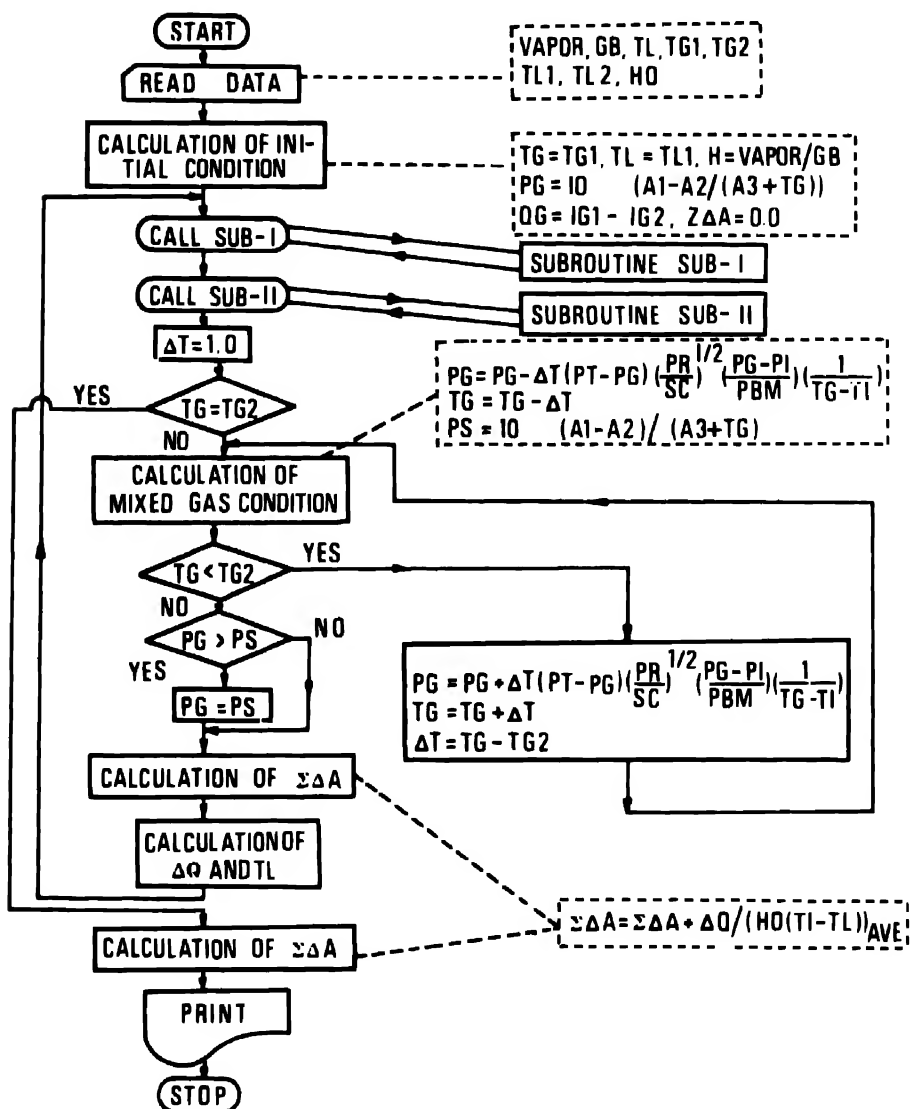 START
VAPOR, GB, TL, TG1, TG2
TL1, TL2, HO
READ DATA
CALCULATION OF INI-
TIAL CONDITION
TG=TG1, TL=TL1, H=VAPOR/GB
PG=10 (A1-A2/(A3+TG))
QG=IG1-IG2, ZΔA=0.0
CALL SUB-I
SUBROUTINE SUB-I
CALL SUB-II
SUBROUTINE SUB-II
ΔT=1.0
PG=PG-ΔT(PT-PG)(PR/SC)^1/2(PG-PI/PBM)(1/TG-TI)
TG=TG-ΔT
PS=10 (A1-A2)/(A3+TG)
YES
TG=TG2
NO
CALCULATION OF
MIXED GAS CONDITION
TG<TG2
YES
NO
PG>PS
NO
YES
PG=PS
PG=PG+ΔT(PT-PG)(PR/SC)^1/2(PG-PI/PBM)(1/TG-TI)
TG=TG+ΔT
ΔT=TG-TG2
CALCULATION OF ΣΔA
CALCULATION OF
ΔQ AND TL
ΣΔA=ΣΔA+ΔQ/(HO(TI-TL))AVE
CALCULATION OF ΣΔA
PRINT
STOP